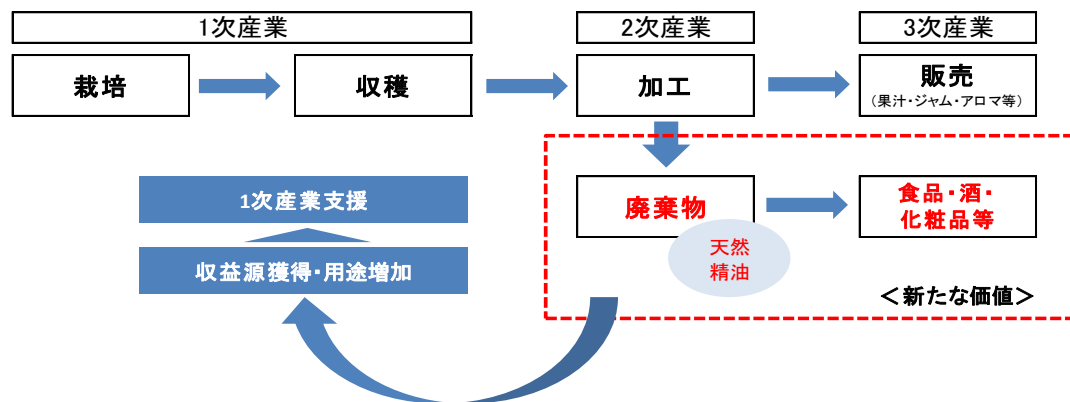 1次産業
2次産業
3次産業
栽培
収穫
加工
販売
（果汁・ジャム・アロマ等）
1次産業支援
廃棄物
食品・酒・
化粧品等
天然
精油
収益源獲得・用途増加
＜新たな価値＞